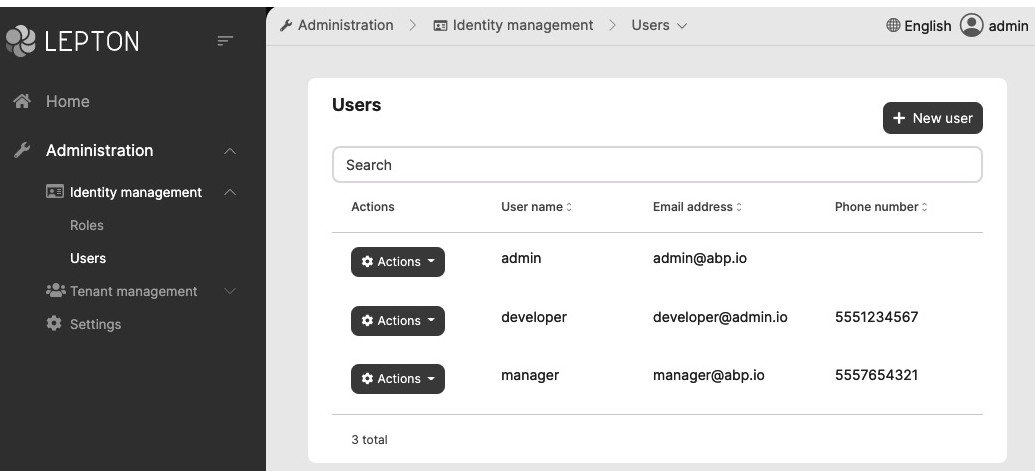 LEPTON
Home
Administration
Identity management
Roles
Users
Tenant management
Settings
Administration Identity management Users
English admin
Users
New user
Search
Actions User name Email address Phone number
Actions admin admin@abp.io
Actions developer developer@admin.io 5551234567
Actions manager manager@abp.io 5557654321
3 total